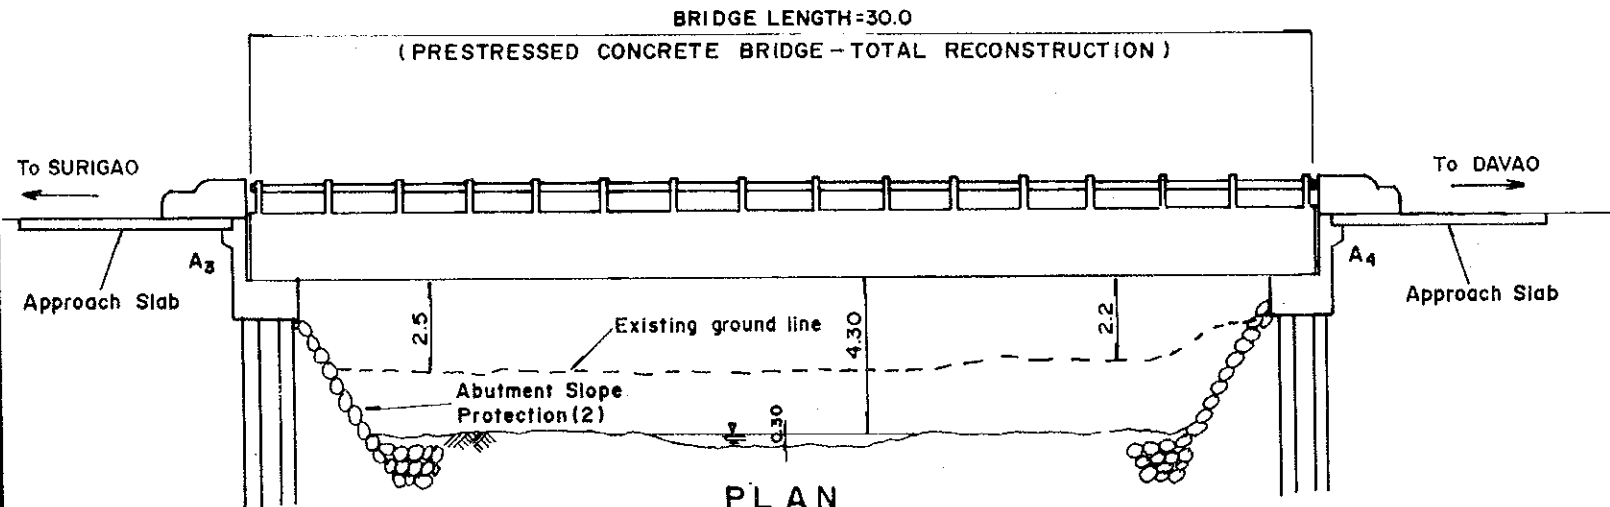 BRIDGE LENGTH=30.0
(PRESTRESSED CONCRETE BRIDGE-TOTAL RECONSTRUCTION)
To SURIGAO
To DAVAO
A3
A4
Approach Slab
Approach Slab
2.5
Existing ground line
4.30
2.2
Abutment Slope
Protection(2)
0.30
PLAN